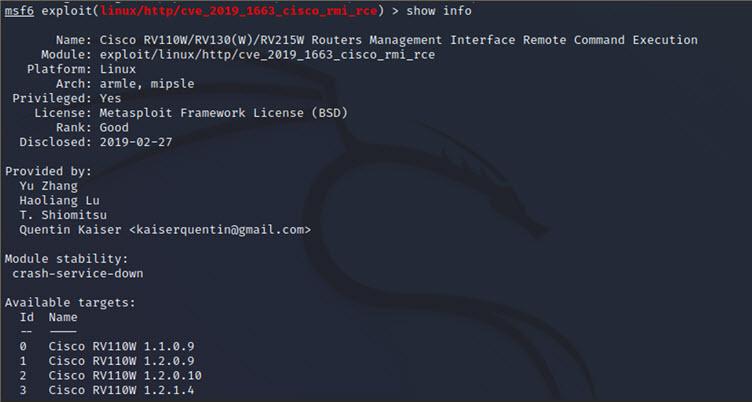 msf6 exploit(linux/http/cve_2019_1663_cisco_rmi_rce) > show info
Name: Cisco RV110W/RV130(W)/RV215W Routers Management Interface Remote Command Execution
Module: exploit/linux/http/cve_2019_1663_cisco_rmi_rce
Platform: Linux
Arch: armle, mipsle
Privileged: Yes
License: Metasploit Framework License (BSD)
Rank: Good
Disclosed: 2019-02-27
Provided by:
Yu Zhang
Haoliang Lu
T. Shiomitsu
Quentin Kaiser <kaiserquentin@gmail.com>
Module stability:
crash-service-down
Available targets:
Id Name
-- ----
0 Cisco RV110W 1.1.0.9
1 Cisco RV110W 1.2.0.9
2 Cisco RV110W 1.2.0.10
3 Cisco RV110W 1.2.1.4